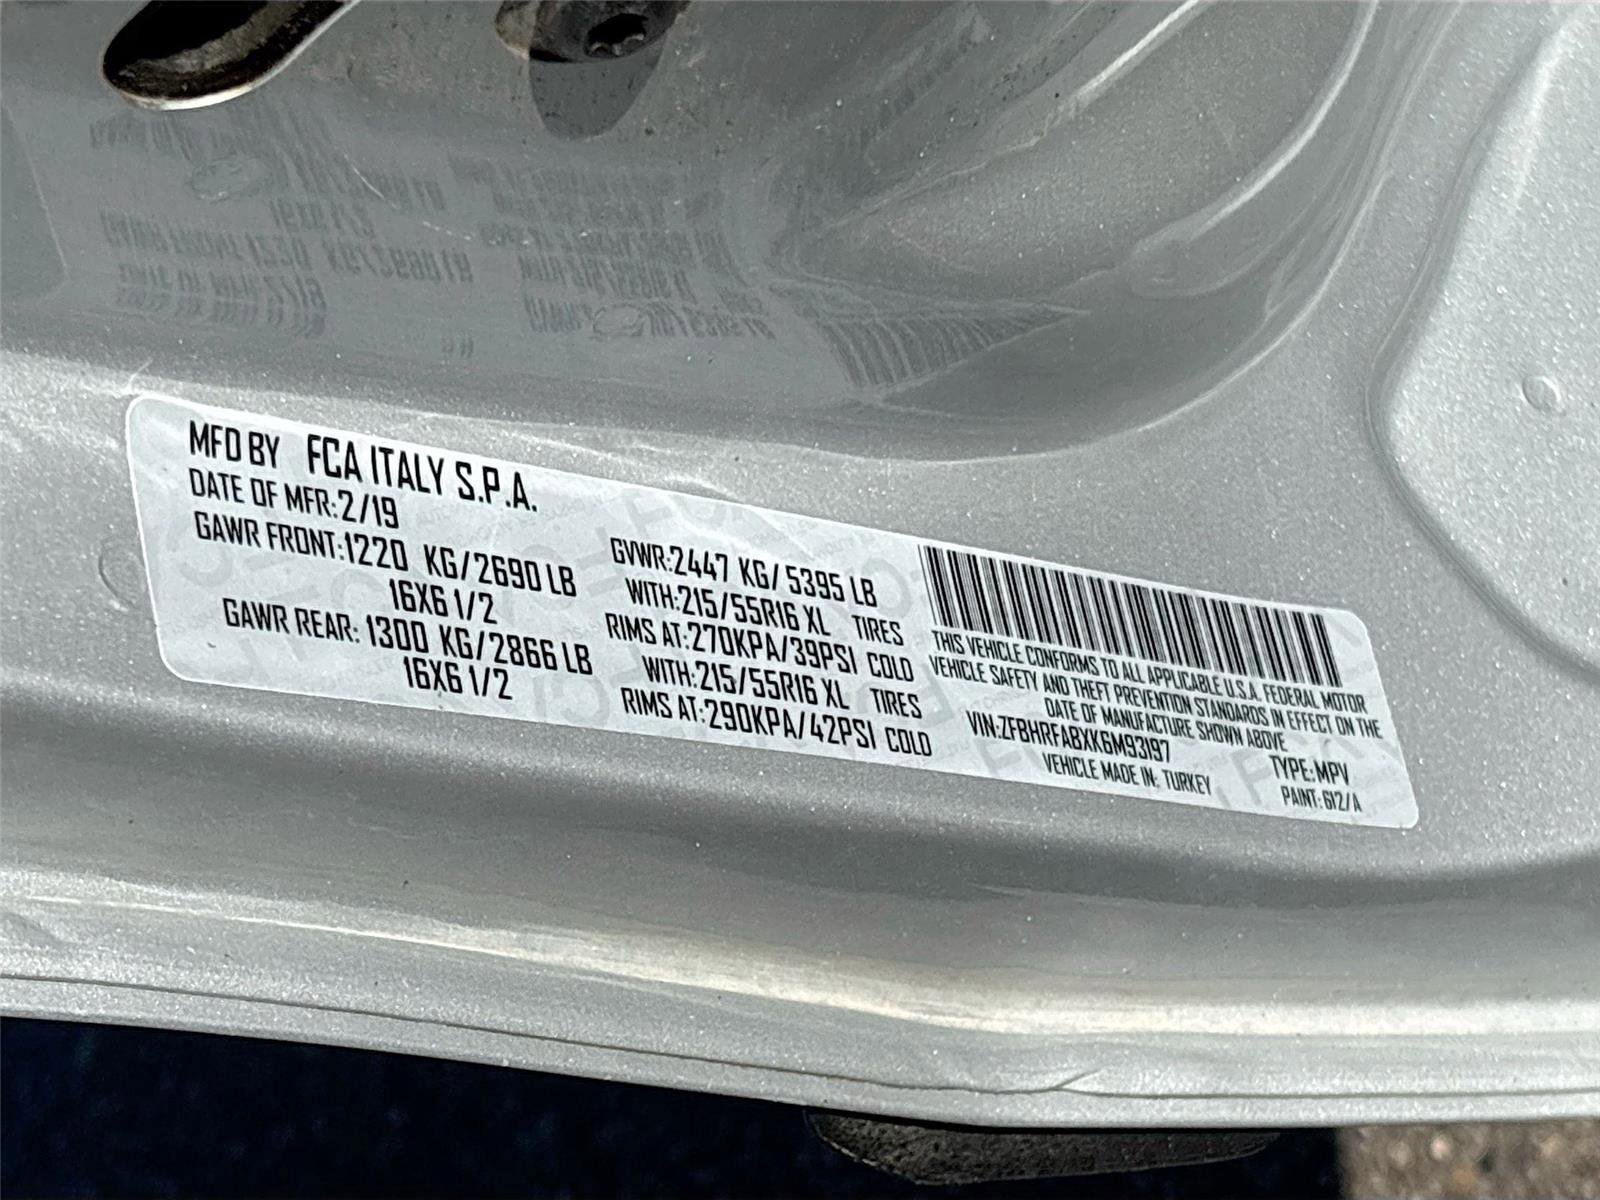 MFD BY FCA ITALY S.P.A.
DATE OF MFR:2/19
GAWR FRONT:1220 KG/2690 LB
16X6 1/2
GAWR REAR: 1300 KG/2866 LB
16X6 1/2
GVWR:2447 KG/ 5395 LB
WITH:215/55R16 XL TIRES
RIMS AT:270KPA/39PSI COLD
WITH:215/55R16 XL TIRES
RIMS AT:290KPA/42PSI COLD
THIS VEHICLE CONFORMS TO ALL APPLICABLE U.S.A. FEDERAL MOTOR
VEHICLE SAFETY AND THEFT PREVENTION STANDARDS IN EFFECT ON THE
DATE OF MANUFACTURE SHOWN ABOVE
VIN:ZFBHRFABXK6M93197
TYPE:MPV
VEHICLE MADE IN: TURKEY
PAINT:612/A